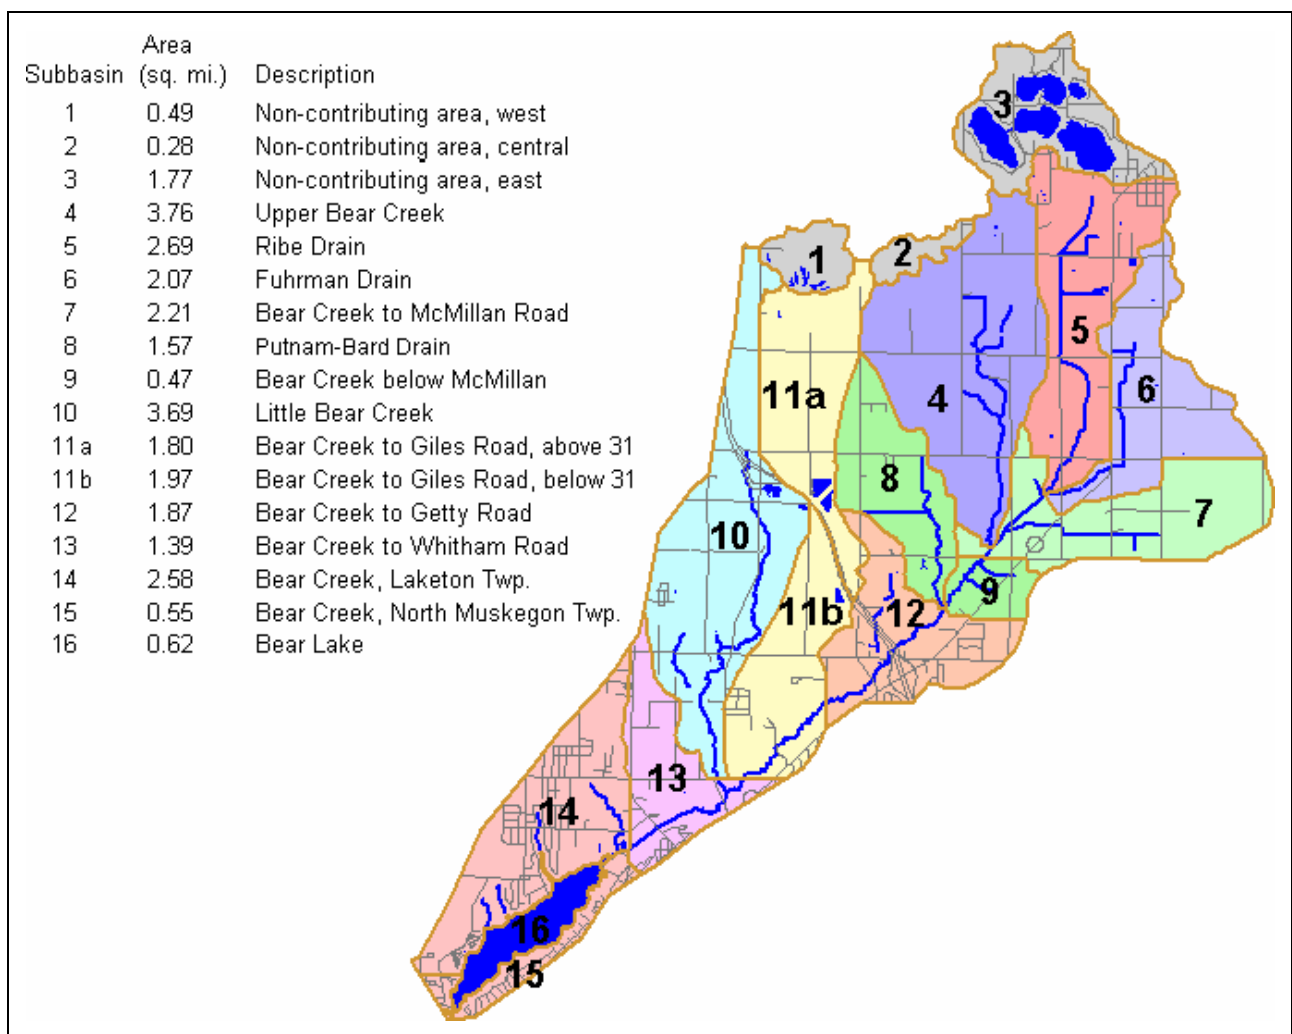 Area
Subbasin (sq. mi.) Description
1 0.49 Non-contributing area, west
2 0.28 Non-contributing area, central
3 1.77 Non-contributing area, east
4 3.76 Upper Bear Creek
5 2.69 Ribe Drain
6 2.07 Fuhrman Drain
7 2.21 Bear Creek to McMillan Road
8 1.57 Putnam-Bard Drain
9 0.47 Bear Creek below McMillan
10 3.69 Little Bear Creek
11a 1.80 Bear Creek to Giles Road, above 31
11b 1.97 Bear Creek to Giles Road, below 31
12 1.87 Bear Creek to Getty Road
13 1.39 Bear Creek to Whitham Road
14 2.58 Bear Creek, Laketon Twp.
15 0.55 Bear Creek, North Muskegon Twp.
16 0.62 Bear Lake
3
1
2
5
11a
4
6
8
7
10
9
11b
12
13
14
16
15